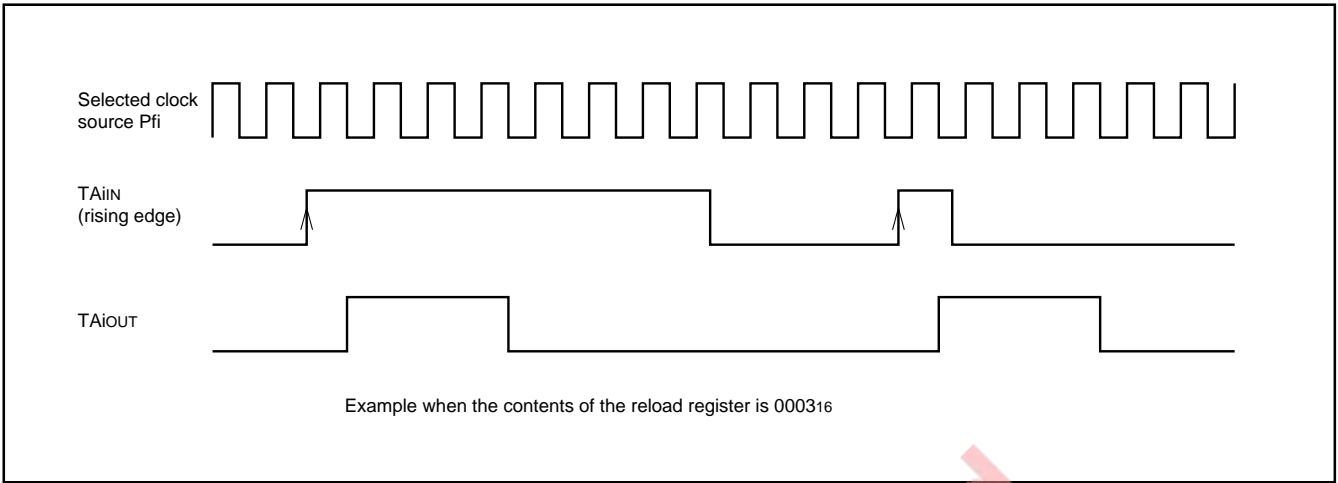 Selected clock
source Pfi
TAiIN
(rising edge)
TAiOUT
Example when the contents of the reload register is 000316